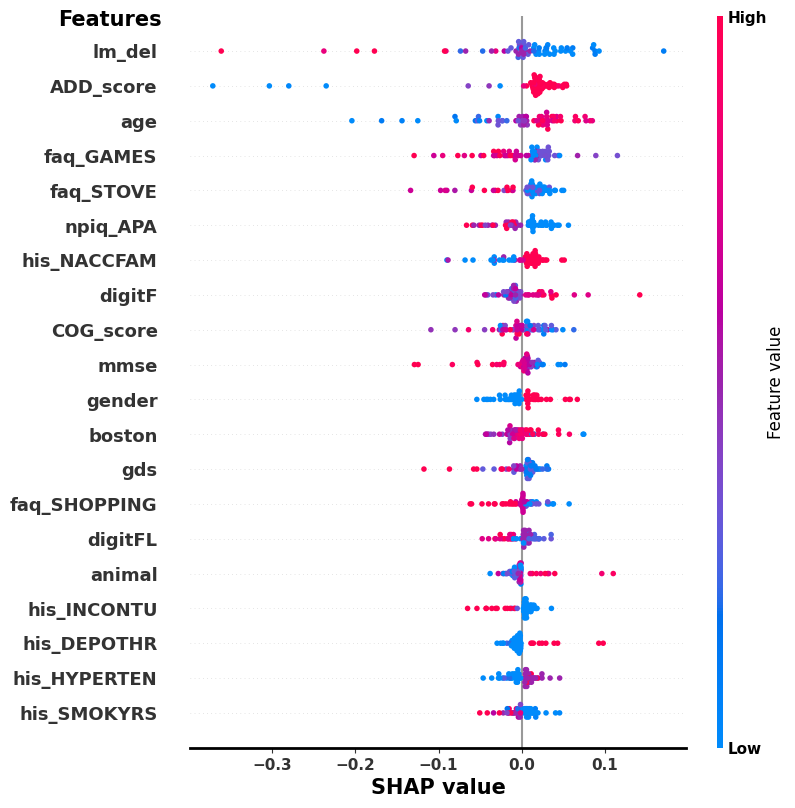 Features
High
lm_del
ADD_score
age
faq_GAMES
faq_STOVE
npiq_APA
his_NACCFAM
digitF
COG_score
mmse
gender
boston
gds
faq_SHOPPING
digitFL
animal
his_INCONTU
his_DEPOTHR
his_HYPERTEN
his_SMOKYRS
Feature value
Low
−0.3 −0.2 −0.1 0.0 0.1
SHAP value